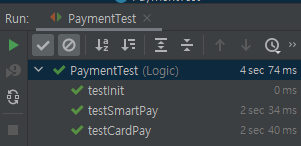 Run: PaymentTest
PaymentTest (Logic) 4 sec 74 ms
testInit 0 ms
testSmartPay 2 sec 34 ms
testCardPay 2 sec 40 ms